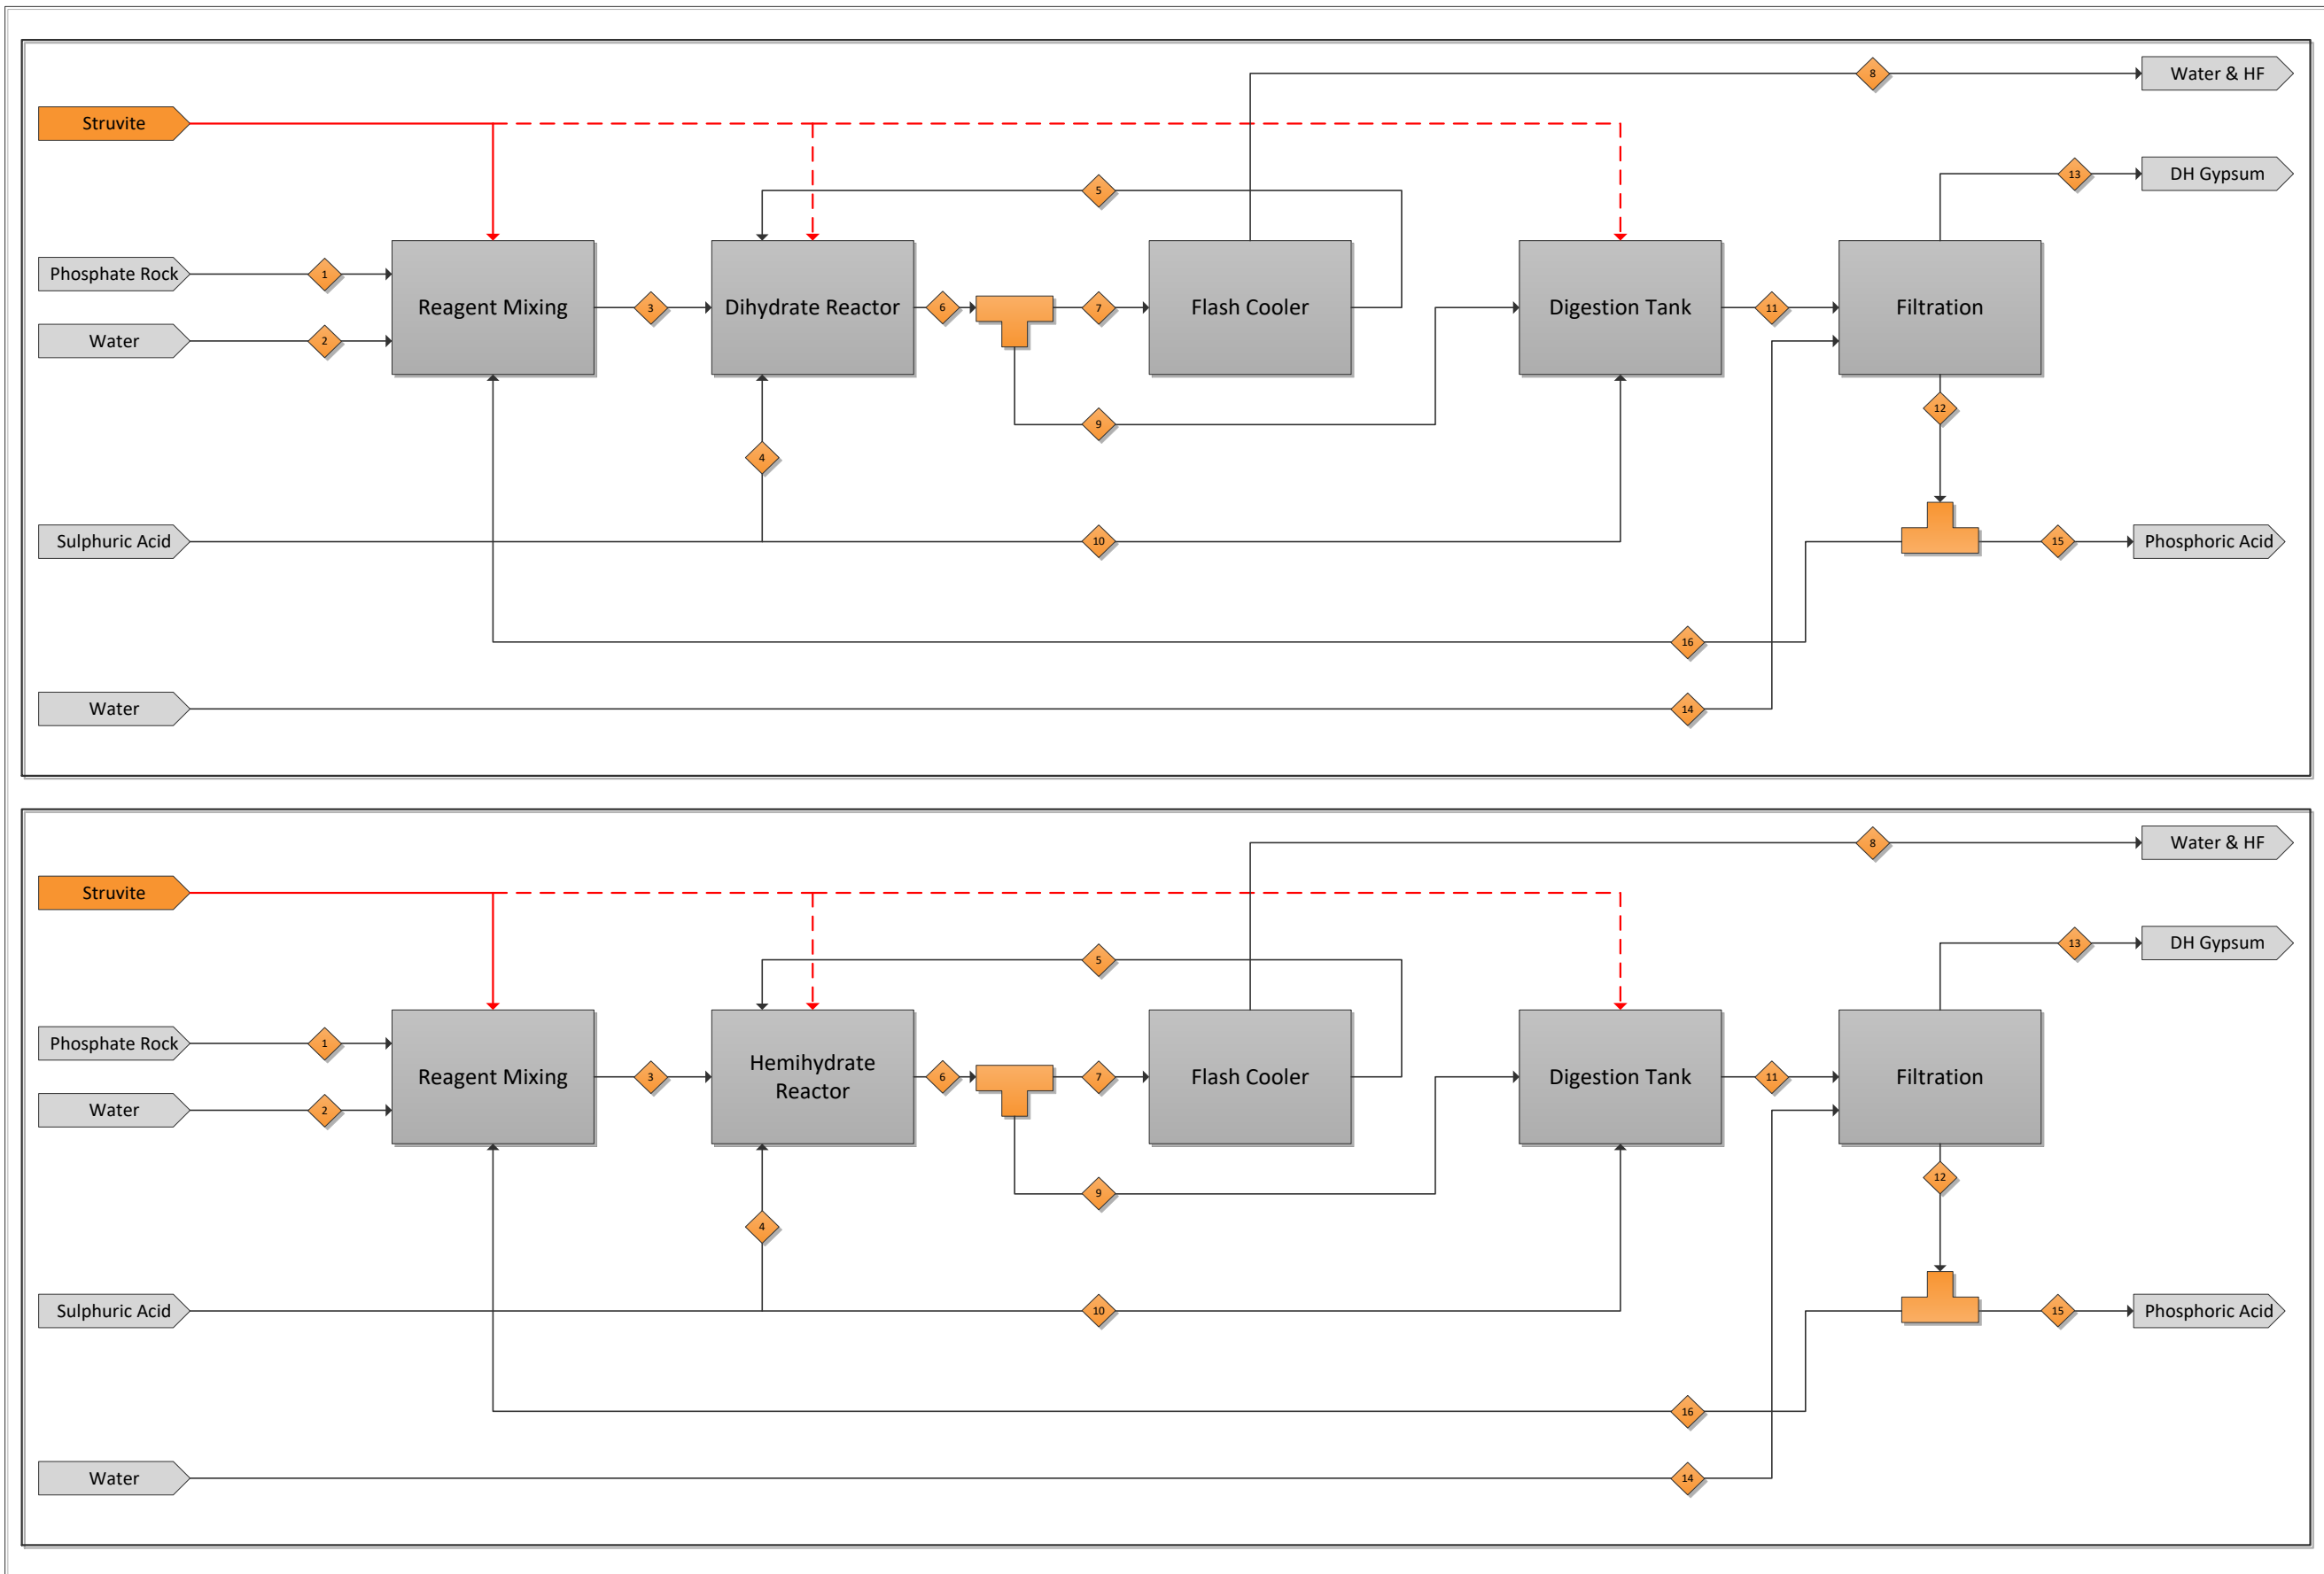 8
Water & HF
Struvite
13
DH Gypsum
5
Phosphate Rock
1
Reagent Mixing
3
Dihydrate Reactor
6
7
Flash Cooler
Digestion Tank
11
Filtration
Water
2
12
9
4
Sulphuric Acid
10
15
Phosphoric Acid
16
Water
14
8
Water & HF
Struvite
13
DH Gypsum
5
Phosphate Rock
1
Reagent Mixing
3
Hemihydrate
Reactor
6
7
Flash Cooler
Digestion Tank
11
Filtration
Water
2
12
9
4
Sulphuric Acid
10
15
Phosphoric Acid
16
Water
14